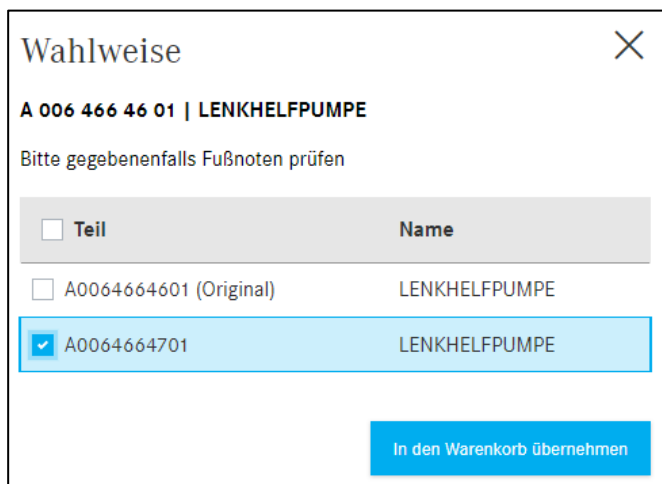 Wahlweise
A 006 466 46 01 | LENKHELFPUMPE
Bitte gegebenenfalls Fußnoten prüfen
Teil Name
A0064664601 (Original) LENKHELFPUMPE
A0064664701 LENKHELFPUMPE
In den Warenkorb übernehmen